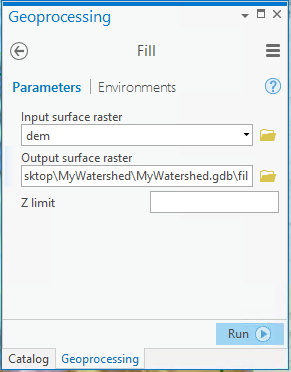 Geoprocessing
Fill
Parameters | Environments
?
Input surface raster
dem
Output surface raster
sktop\MyWatershed\MyWatershed.gdb\fil
Z limit
Run
Catalog Geoprocessing